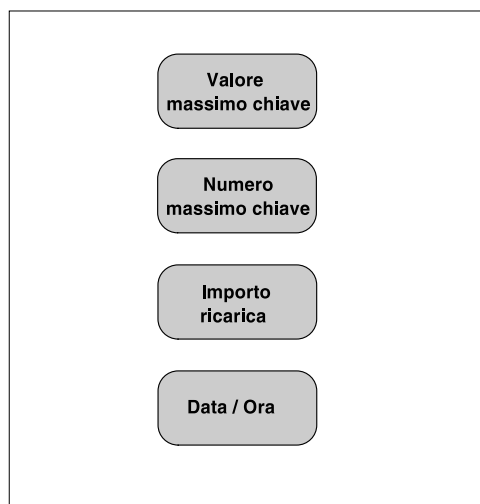 Valore
massimo chiave
Numero
massimo chiave
Importo
ricarica
Data / Ora